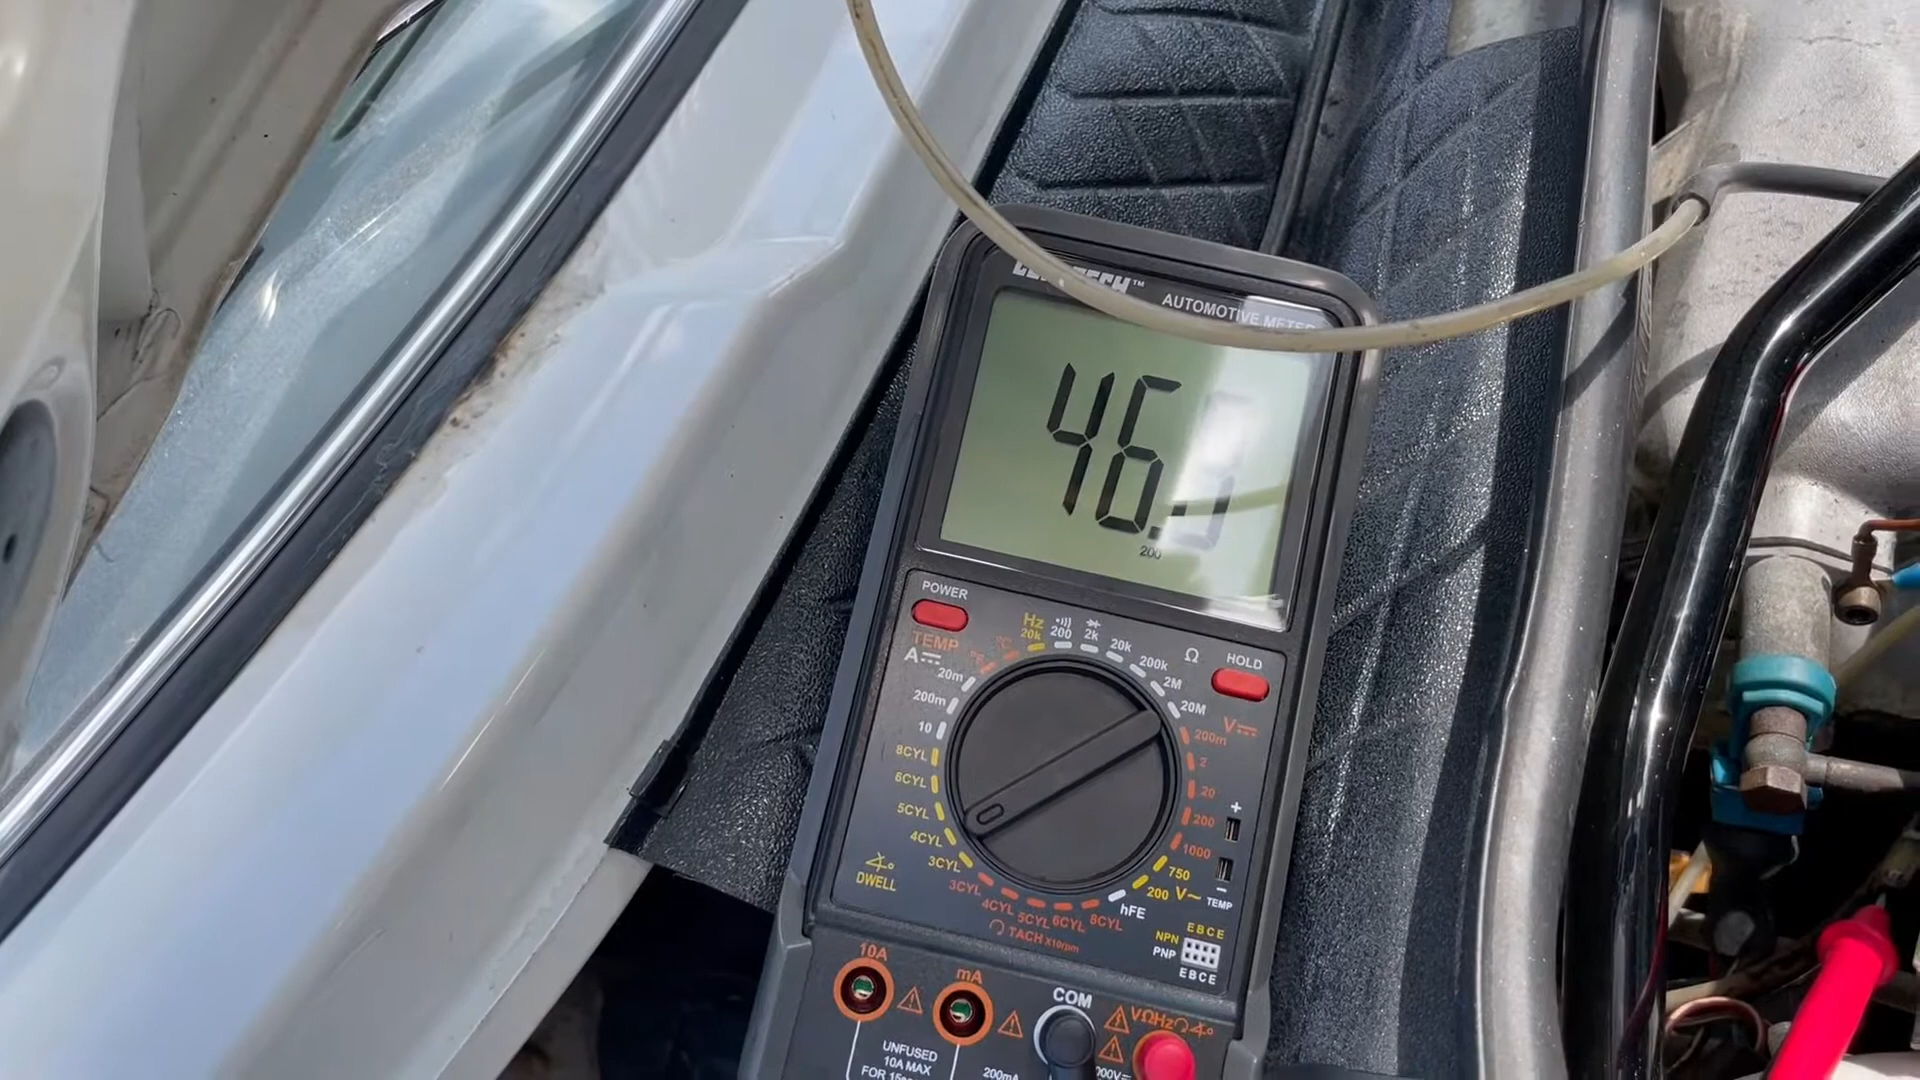 AUTOMOTIVE METER
46.
200
POWER
HOLD
TEMP
°F
°C
Hz
20k
200
2k
20k
200k
2M
20M
Ω
A
20m
200m
10
8CYL
6CYL
5CYL
4CYL
3CYL
DWELL
V
200m
2
20
200
1000
750
200 V~
hFE
+
-
TEMP
3CYL
4CYL
5CYL
6CYL
8CYL
TACH X10rpm
EBCE
NPN
PNP
EBCE
10A
mA
COM
VΩHz
UNFUSED
10A MAX
200mA